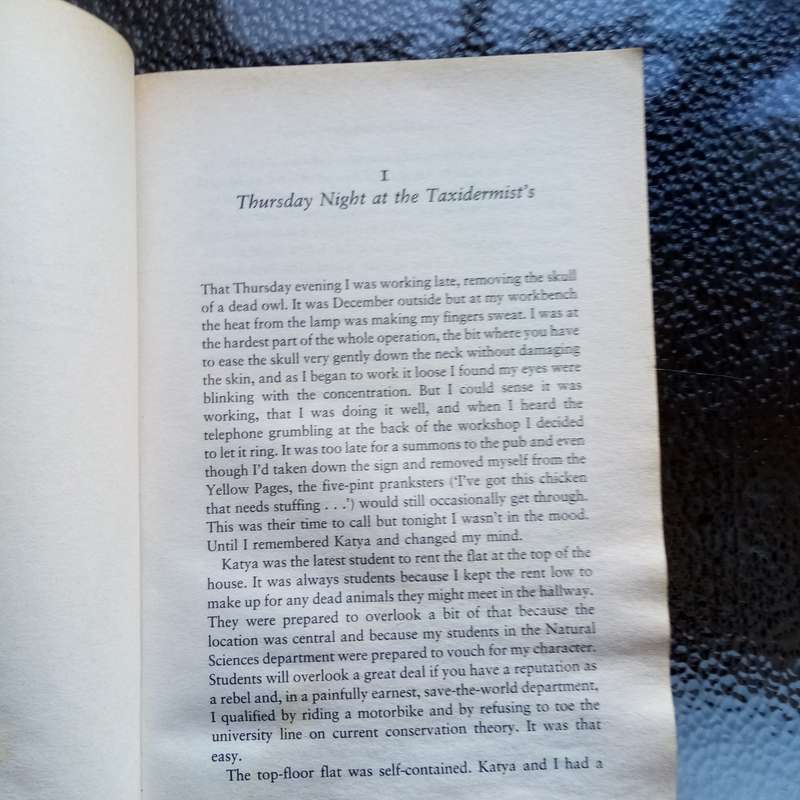 I
Thursday Night at the Taxidermist's
That Thursday evening I was working late, removing the skull
of a dead owl. It was December outside but at my workbench
the heat from the lamp was making my fingers sweat. I was at
the hardest part of the whole operation, the bit where you have
to ease the skull very gently down the neck without damaging
the skin, and as I began to work it loose I found my eyes were
blinking with the concentration. But I could sense it was
working, that I was doing it well, and when I heard the
telephone grumbling at the back of the workshop I decided
to let it ring. It was too late for a summons to the pub and even
though I'd taken down the sign and removed myself from the
Yellow Pages, the five-pint pranksters ('I've got this chicken
that needs stuffing . . .') would still occasionally get through.
This was their time to call but tonight I wasn't in the mood.
Until I remembered Katya and changed my mind.
Katya was the latest student to rent the flat at the top of the
house. It was always students because I kept the rent low to
make up for any dead animals they might meet in the hallway.
They were prepared to overlook a bit of that because the
location was central and because my students in the Natural
Sciences department were prepared to vouch for my character.
Students will overlook a great deal if you have a reputation as
a rebel and, in a painfully earnest, save-the-world department,
I qualified by riding a motorbike and by refusing to toe the
university line on current conservation theory. It was that
easy.
The top-floor flat was self-contained. Katya and I had a